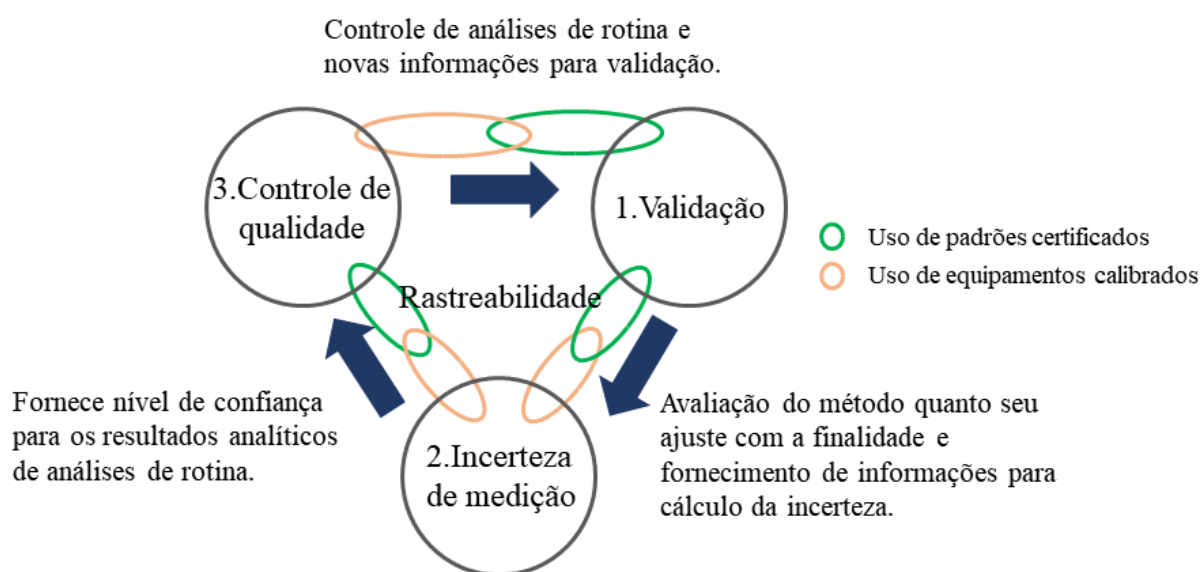 Controle de análises de rotina e
novas informações para validação.
3.Controle de
qualidade
1.Validação
Uso de padrões certificados
Uso de equipamentos calibrados
Rastreabilidade
Fornece nível de confiança
para os resultados analíticos
de análises de rotina.
2.Incerteza
de medição
Avaliação do método quanto seu
ajuste com a finalidade e
fornecimento de informações para
cálculo da incerteza.